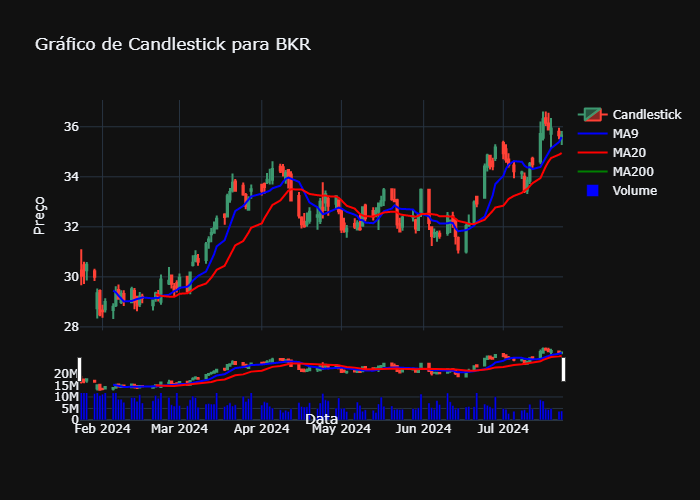 Gráfico de Candlestick para BKR
Candlestick
MA9
MA20
MA200
Volume
Preço
36
34
32
30
28
20M
15M
10M
5M
0
Feb 2024
Mar 2024
Apr 2024
May 2024
Jun 2024
Jul 2024
Data